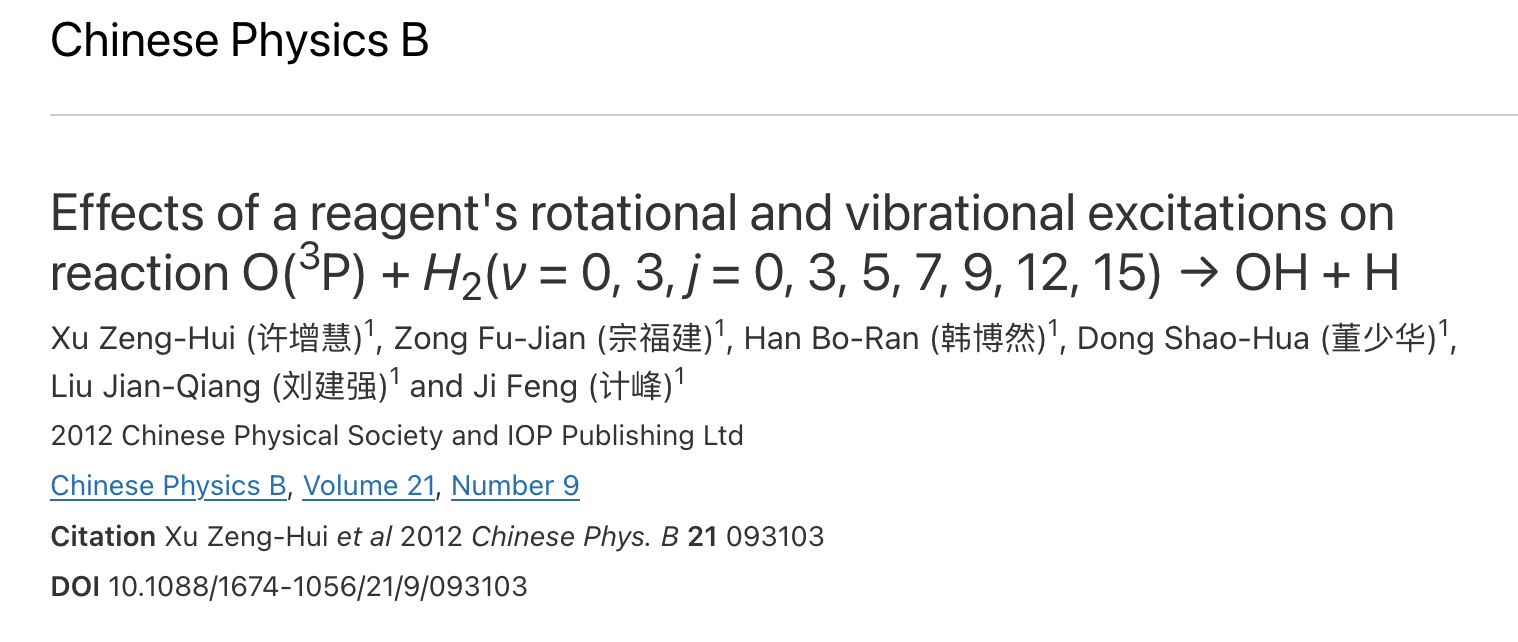 Chinese Physics B
Effects of a reagent's rotational and vibrational excitations on
reaction O(³P) + H₂(ν = 0, 3, j = 0, 3, 5, 7, 9, 12, 15) → OH + H
Xu Zeng-Hui (许增慧)¹, Zong Fu-Jian (宗福建)¹, Han Bo-Ran (韩博然)¹, Dong Shao-Hua (董少华)¹,
Liu Jian-Qiang (刘建强)¹ and Ji Feng (计峰)¹
2012 Chinese Physical Society and IOP Publishing Ltd
Chinese Physics B, Volume 21, Number 9
Citation Xu Zeng-Hui et al 2012 Chinese Phys. B 21 093103
DOI 10.1088/1674-1056/21/9/093103